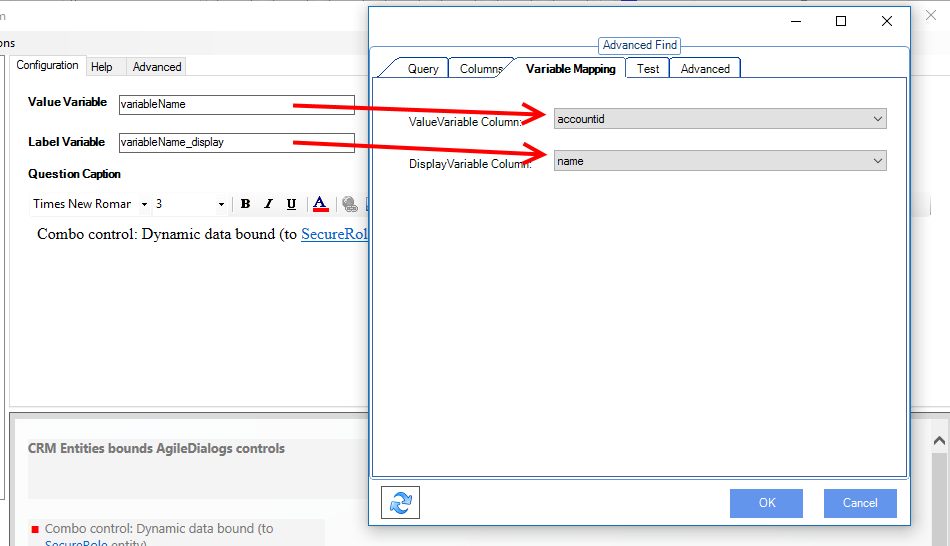 ons
Configuration Help Advanced
Value Variable variableName
Label Variable variableName_display
Question Caption
Times New Roman 3 B I U A
Combo control: Dynamic data bound (to SecureRol
CRM Entities bounds AgileDialogs controls
Combo control: Dynamic data bound (to
SecureRole entity)
Advanced Find
Query Columns Variable Mapping Test Advanced
ValueVariable Column: accountid
DisplayVariable Column: name
OK Cancel